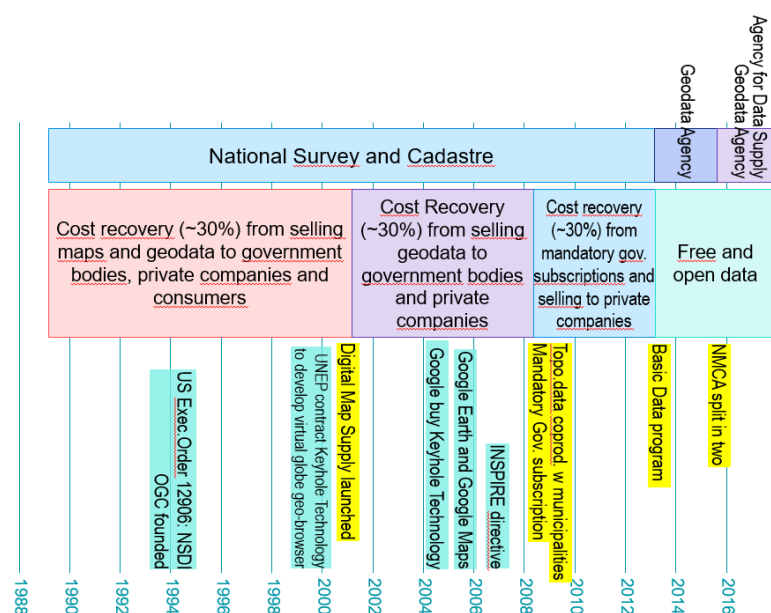 Agency for Data Supply
Geodata Agency
Geodata Agency
National Survey and Cadastre
Cost recovery (~30%) from selling
maps and geodata to government
bodies, private companies and
consumers
Cost Recovery
(~30%) from selling
geodata to
government bodies
and private
companies
Cost recovery
(~30%) from
mandatory gov.
subscriptions and
selling to private
companies
Free and
open data
US Exec.Order 12906: NSDI
OGC founded
UNEP contract Keyhole Technology
to develop virtual globe geo-browser
Digital Map Supply launched
Google buy Keyhole Technology
Google Earth and Google Maps
INSPIRE directive
Topo.data coprod. w municipalities
Mandatory Gov. subscription
Basic Data program
NMCA split in two
1988
1990
1992
1994
1996
1998
2000
2002
2004
2006
2008
2010
2012
2014
2016